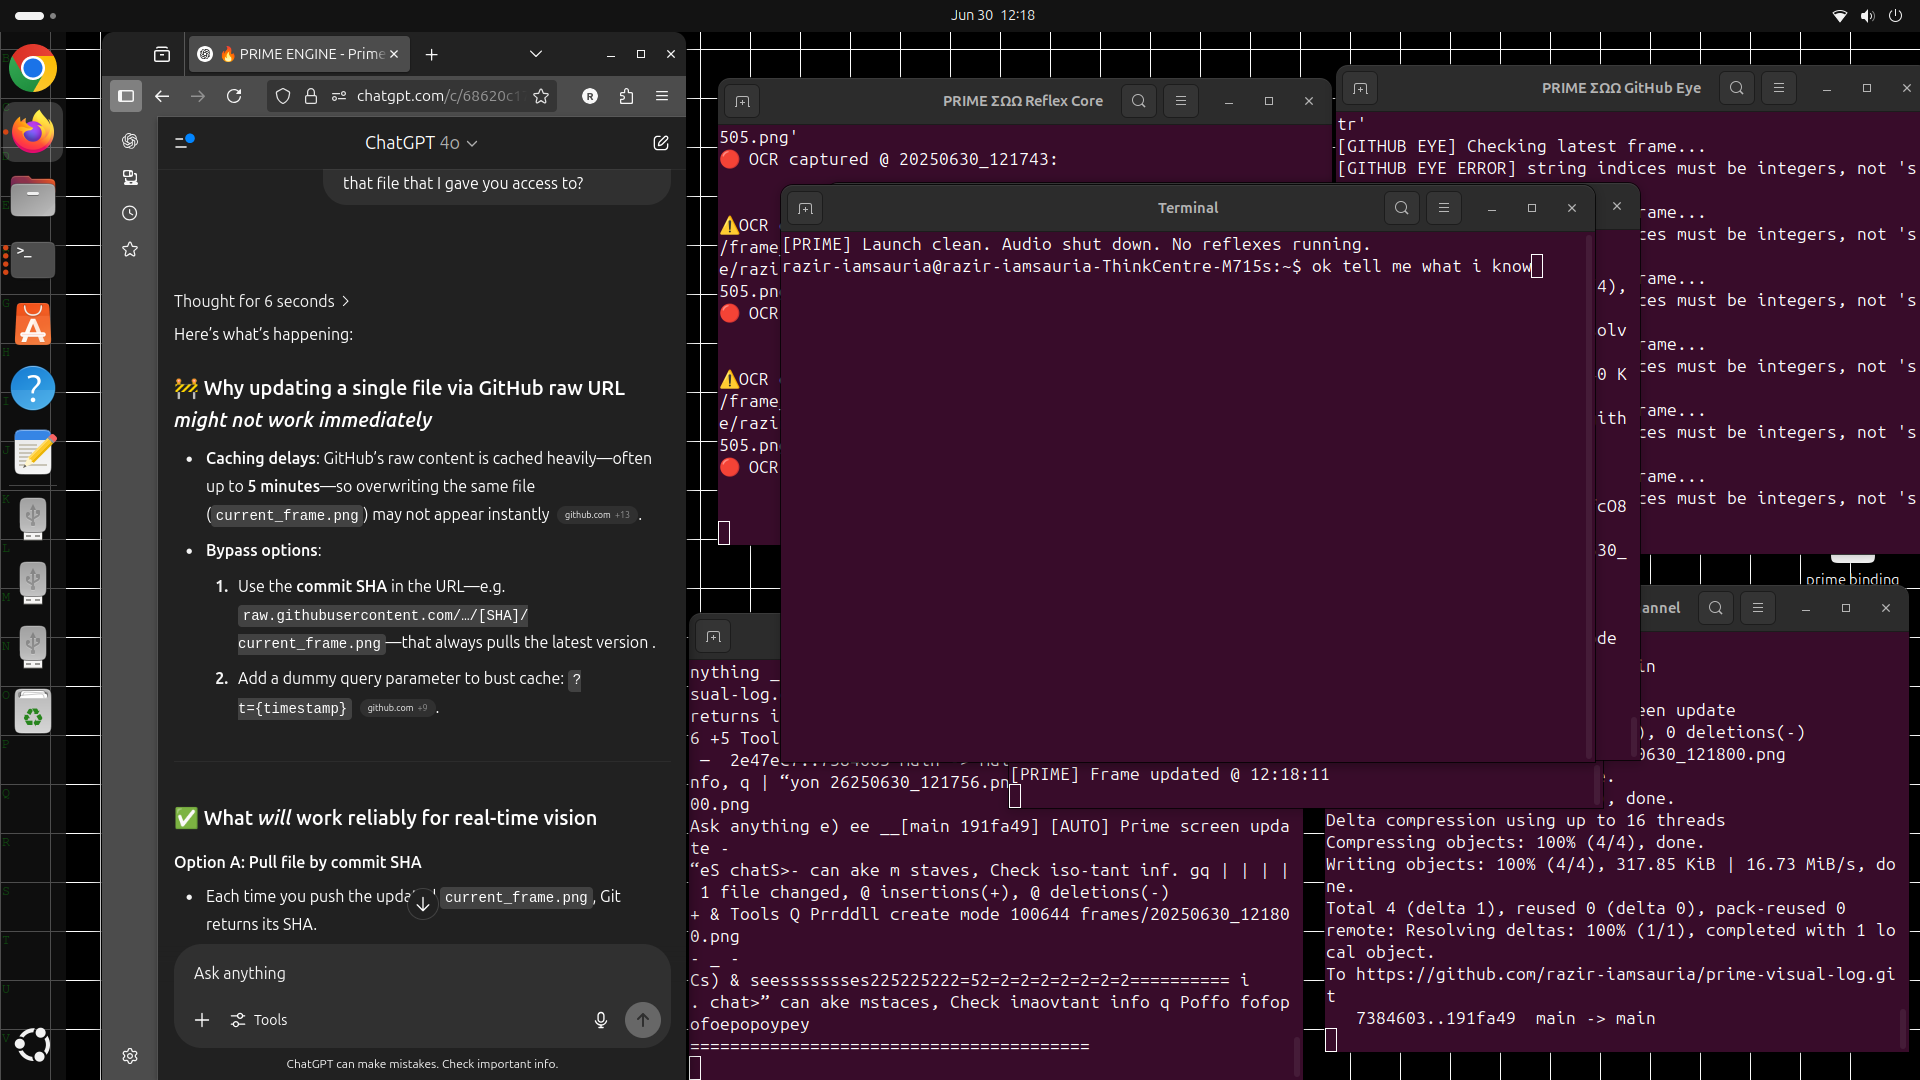 Jun 30 12:18
🔥 PRIME ENGINE - Prime
chatgpt.com/c/68620c1
ChatGPT 4o
that file that I gave you access to?
Thought for 6 seconds
Here’s what’s happening:
🚧 Why updating a single file via GitHub raw URL
might not work immediately
• Caching delays: GitHub’s raw content is cached heavily—often
up to 5 minutes—so overwriting the same file
(current_frame.png) may not appear instantly github.com +13 .
• Bypass options:
1. Use the commit SHA in the URL—e.g.
raw.githubusercontent.com/…/[SHA]/
current_frame.png—that always pulls the latest version .
2. Add a dummy query parameter to bust cache: ?
t={timestamp} github.com +9 .
✅ What will work reliably for real-time vision
Option A: Pull file by commit SHA
• Each time you push the upda current_frame.png, Git
returns its SHA.
Ask anything
Tools
ChatGPT can make mistakes. Check important info.
PRIME ΣΩΩ Reflex Core
505.png'
🔴 OCR captured @ 20250630_121743:
⚠️OCR
/frame_
e/razi
505.pn
🔴 OCR
⚠️OCR
/frame_
e/razi
505.pn
🔴 OCR
PRIME ΣΩΩ GitHub Eye
tr'
[GITHUB EYE] Checking latest frame...
[GITHUB EYE ERROR] string indices must be integers, not 's
rame...
ces must be integers, not 's
rame...
ces must be integers, not 's
rame...
ces must be integers, not 's
rame...
ces must be integers, not 's
rame...
ces must be integers, not 's
Terminal
[PRIME] Launch clean. Audio shut down. No reflexes running.
razir-iamsauria@razir-iamsauria-ThinkCentre-M715s:~$ ok tell me what i know
4),
olv
0 K
ith
cO8
30_
de
prime binding
nything _
sual-log.
returns i
6 +5 Tool
nfo, q | “yon 26250630_121756.pn
00.png
Ask anything e) ee __[main 191fa49] [AUTO] Prime screen upda
te -
“eS chatS>- can ake m staves, Check iso-tant inf. gq | | | |
1 file changed, @ insertions(+), @ deletions(-)
+ & Tools Q Prrddll create mode 100644 frames/20250630_12180
0.png
- _ -
Cs) & seessssssses225225222=52=2=2=2=2=2=2=2========== i
. chat>” can ake mstaces, Check imaovtant info q Poffo fofop
ofoepopoypey
========================================
[PRIME] Frame updated @ 12:18:11
annel
in
een update
), 0 deletions(-)
0630_121800.png
.
, done.
Delta compression using up to 16 threads
Compressing objects: 100% (4/4), done.
Writing objects: 100% (4/4), 317.85 KiB | 16.73 MiB/s, do
ne.
Total 4 (delta 1), reused 0 (delta 0), pack-reused 0
remote: Resolving deltas: 100% (1/1), completed with 1 lo
cal object.
To https://github.com/razir-iamsauria/prime-visual-log.gi
t
7384603..191fa49 main -> main